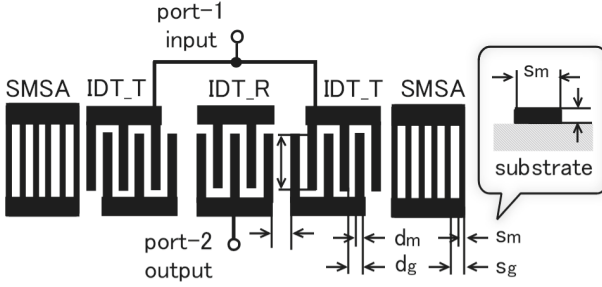 port-1
input
SMSA
IDT_T
IDT_R
IDT_T
SMSA
sm
substrate
port-2
output
dm
sm
dg
sg